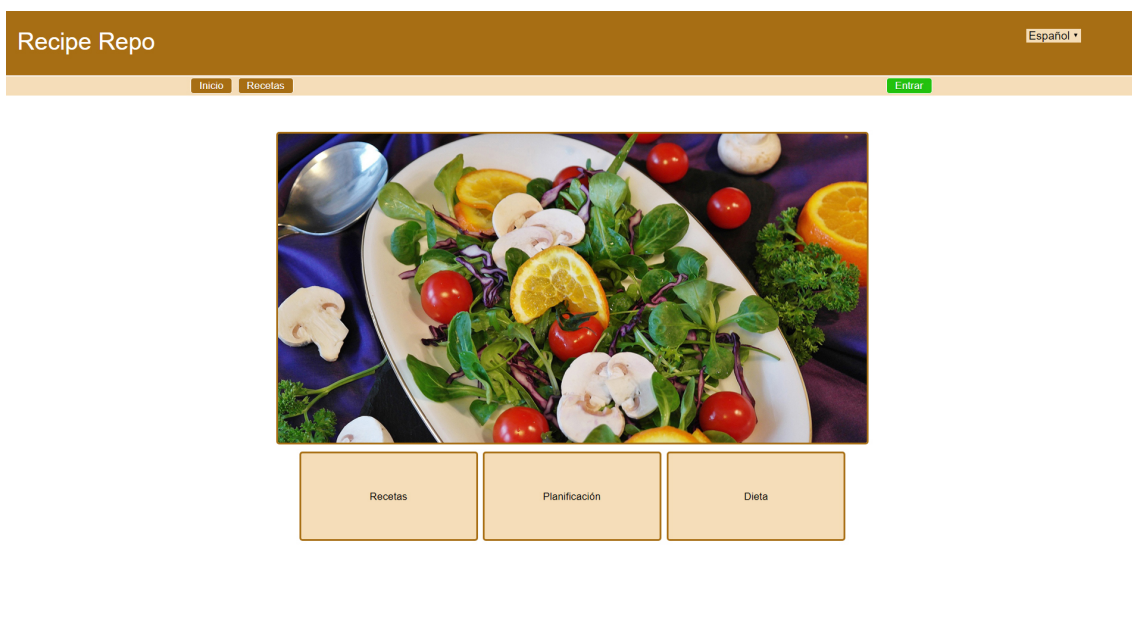 Recipe Repo
Español
Inicio Recetas Entrar
Recetas Planificación Dieta